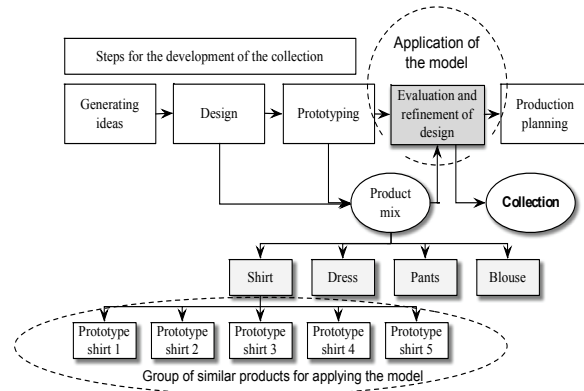 Steps for the development of the collection
Application of
the model
Generating
ideas
Design
Prototyping
Evaluation and
refinement of
design
Production
planning
Product
mix
Collection
Shirt
Dress
Pants
Blouse
Prototype
shirt 1
Prototype
shirt 2
Prototype
shirt 3
Prototype
shirt 4
Prototype
shirt 5
Group of similar products for applying the model